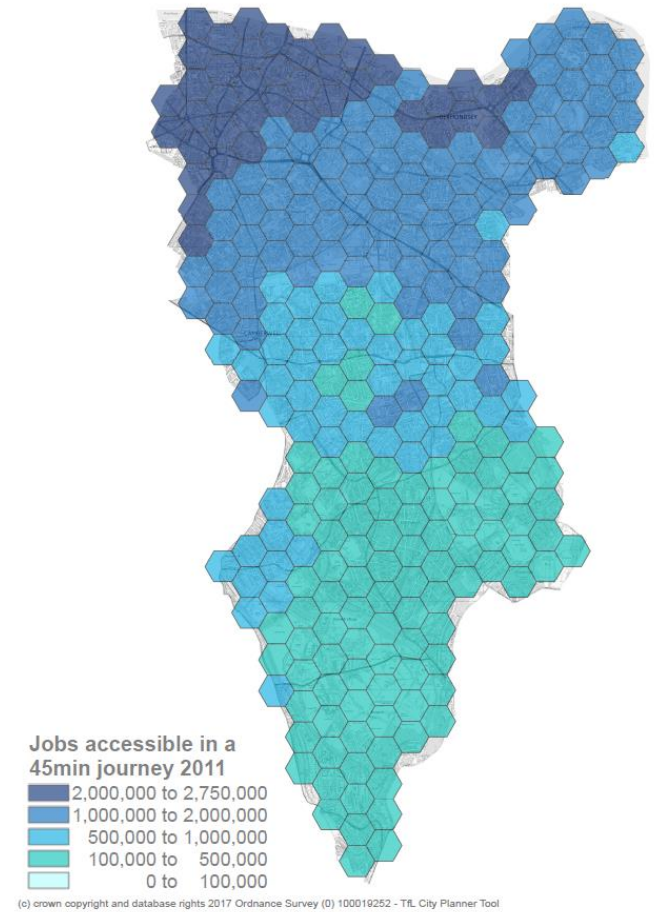 BERMONDSEY
Jobs accessible in a
45min journey 2011
2,000,000 to 2,750,000
1,000,000 to 2,000,000
500,000 to 1,000,000
100,000 to 500,000
0 to 100,000
(c) crown copyright and database rights 2017 Ordnance Survey (0) 100019252 - TfL City Planner Tool